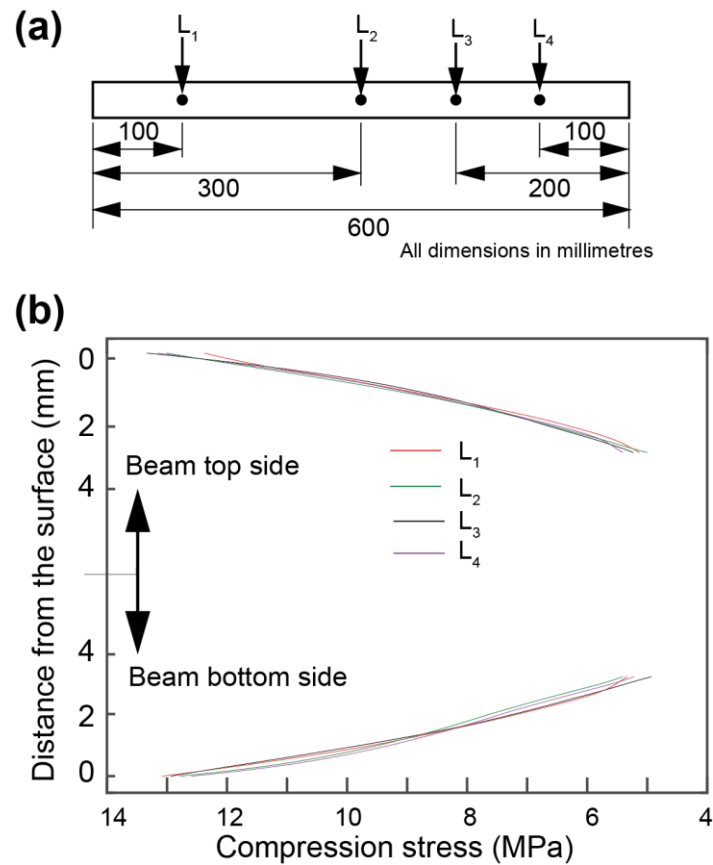 (a)
L1 L2 L3 L4
100 100
300 200
600
All dimensions in millimetres
(b)
Distance from the surface (mm)
0
2
4
4
2
0
Beam top side
Beam bottom side
L1
L2
L3
L4
14 12 10 8 6 4
Compression stress (MPa)